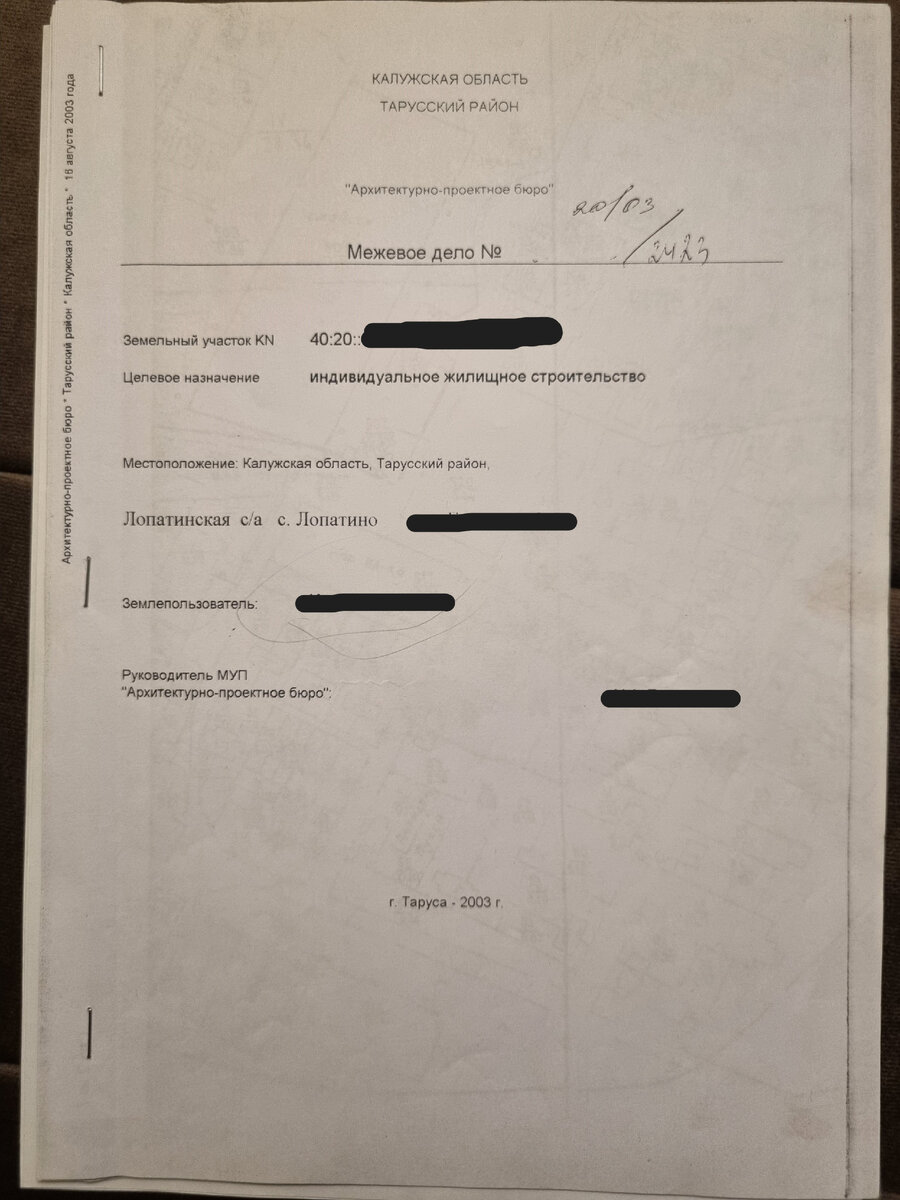 КАЛУЖСКАЯ ОБЛАСТЬ
ТАРУССКИЙ РАЙОН
"Архитектурно-проектное бюро"
20/03
Межевое дело № /2423
Земельный участок KN 40:20::
Целевое назначение индивидуальное жилищное строительство
Местоположение: Калужская область, Тарусский район,
Лопатинская с/а с. Лопатино
Землепользователь:
Руководитель МУП
"Архитектурно-проектное бюро":
г. Таруса - 2003 г.
Архитектурно-проектное бюро * Тарусский район * Калужская область * 16 августа 2003 года